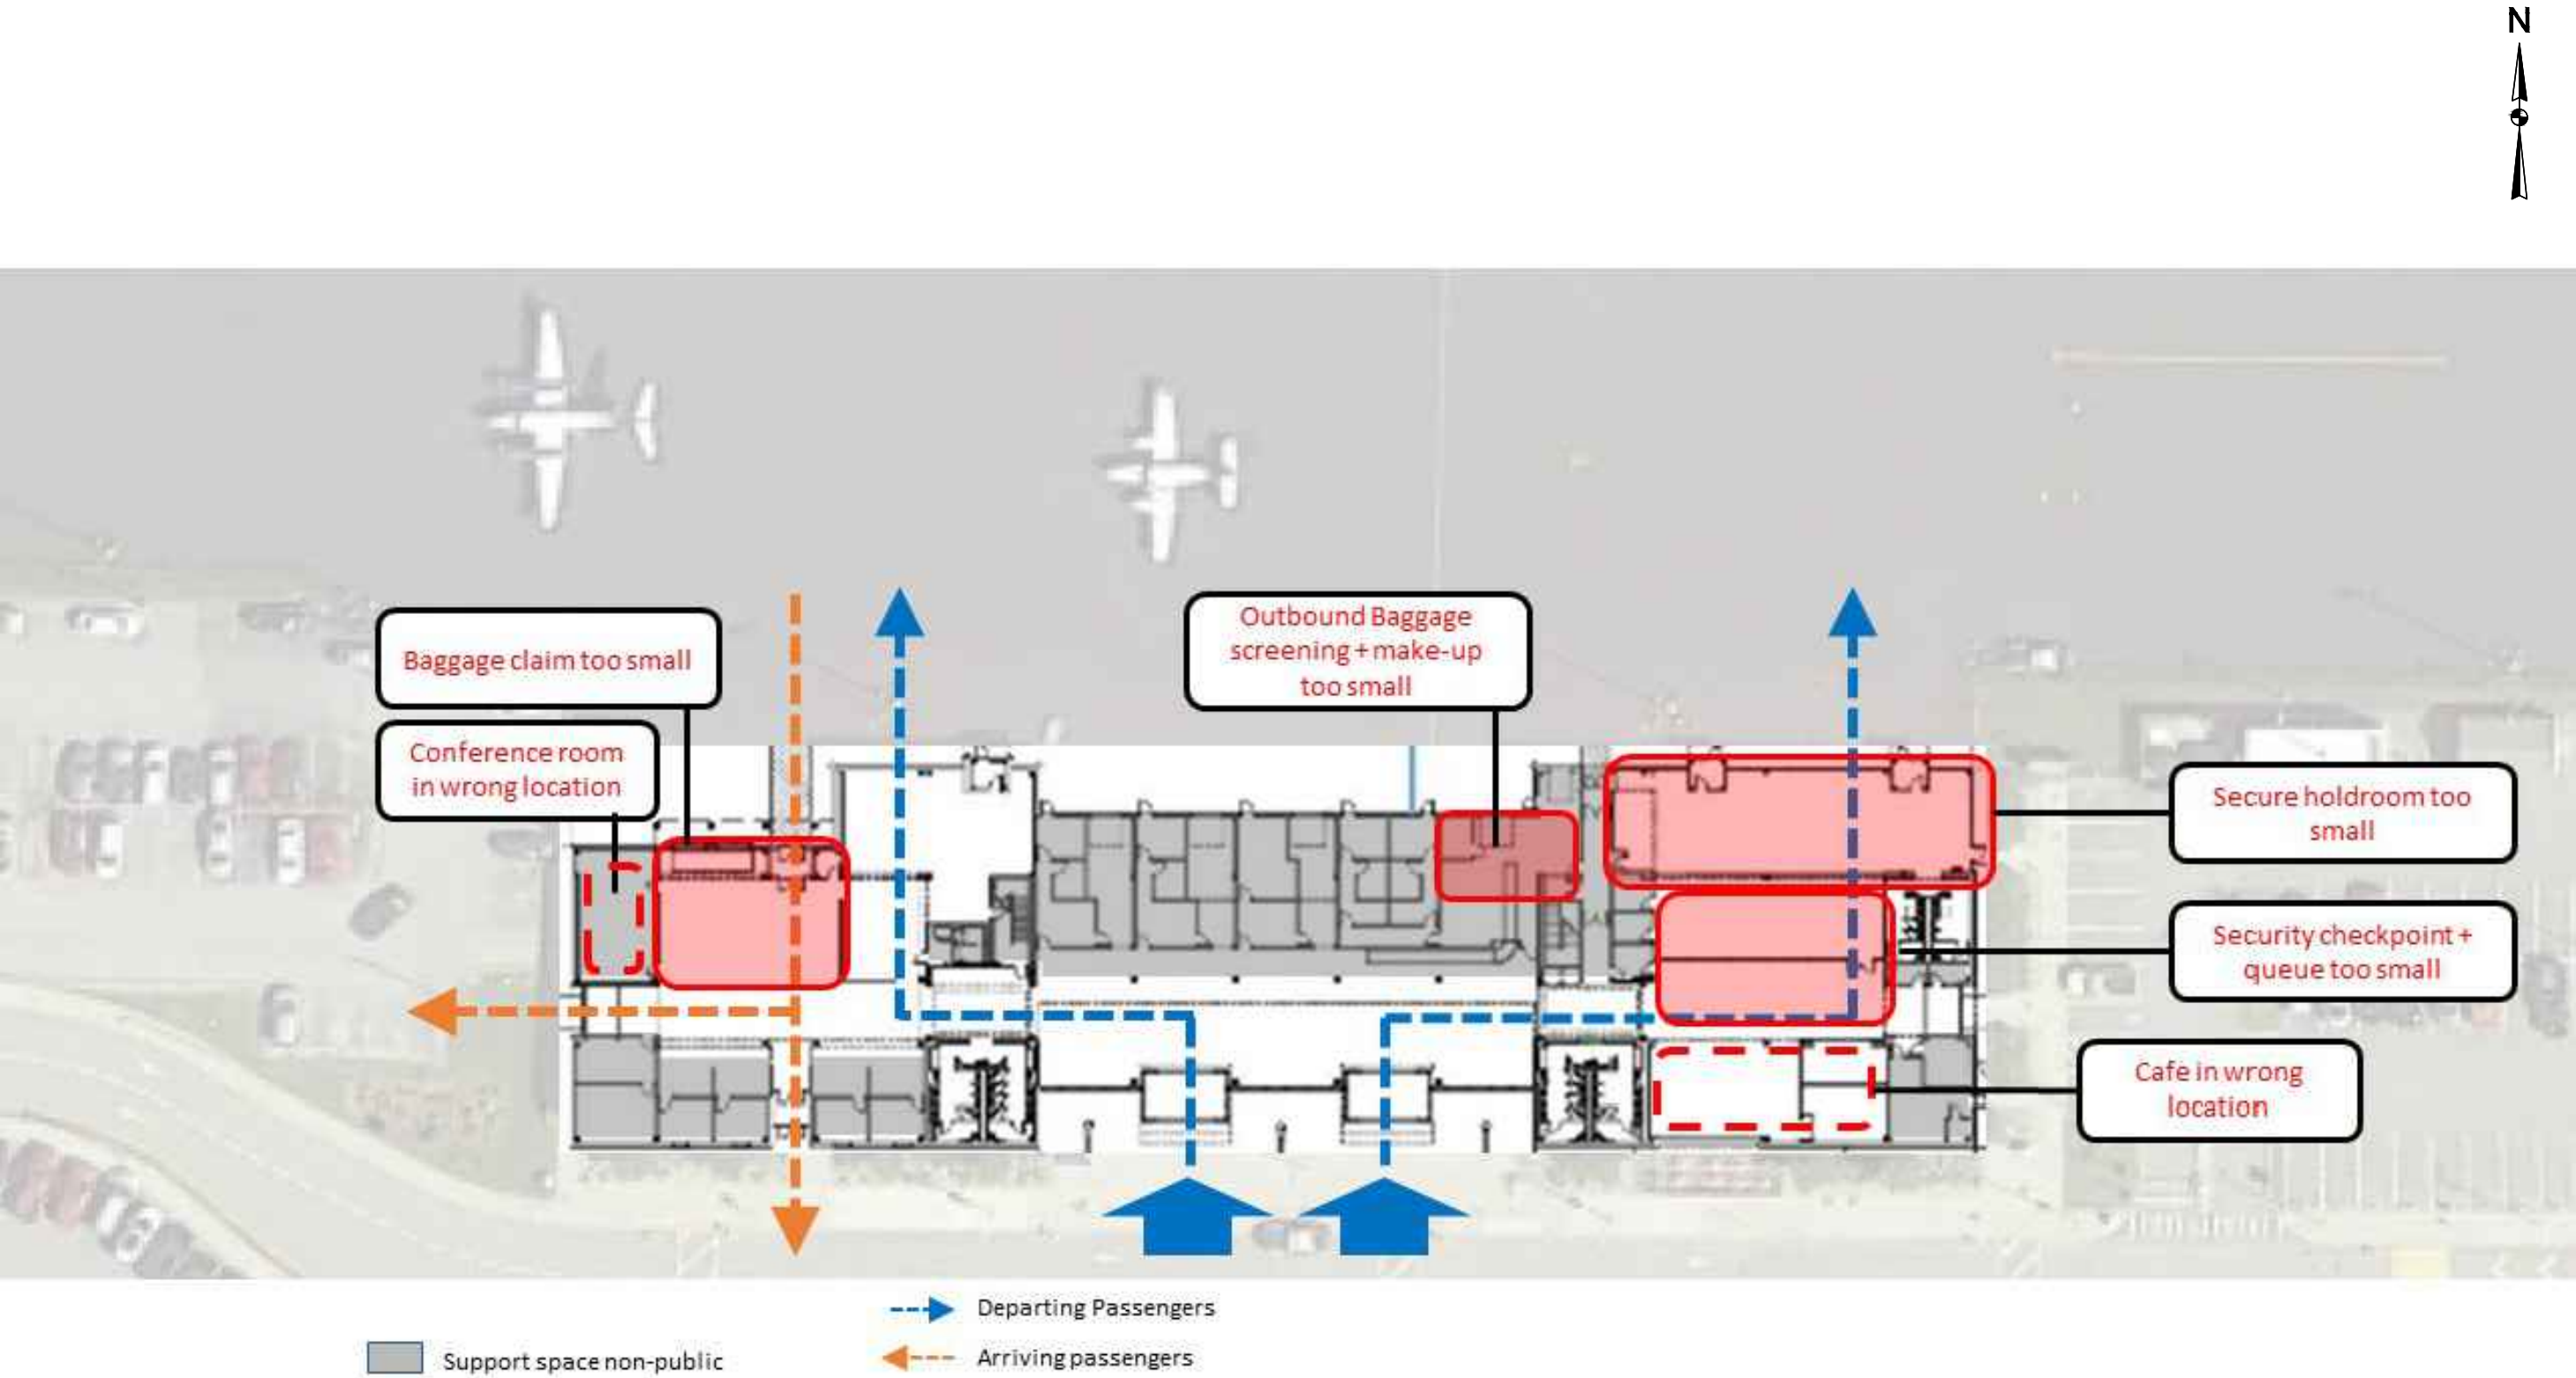 N
Outbound Baggage
screening + make-up
too small
Baggage claim too small
Conference room
in wrong location
Secure holdroom too
small
Security checkpoint +
queue too small
Cafe in wrong
location
Departing Passengers
Support space non-public
Arriving passengers